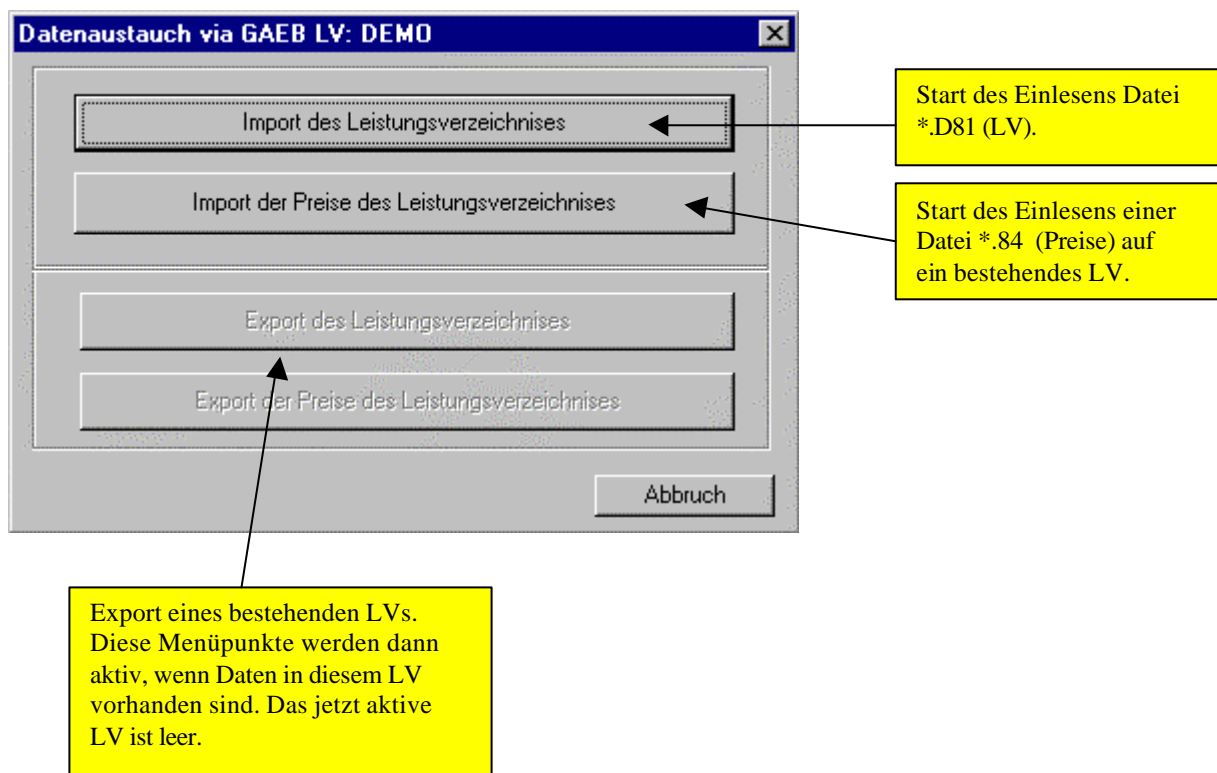 Datenaustauch via GAEB LV: DEMO
Import des Leistungsverzeichnises
Import der Preise des Leistungsverzeichnises
Export des Leistungsverzeichnises
Export der Preise des Leistungsverzeichnises
Abbruch
Start des Einlesens Datei
*.D81 (LV).
Start des Einlesens einer
Datei *.84 (Preise) auf
ein bestehendes LV.
Export eines bestehenden LVs.
Diese Menüpunkte werden dann
aktiv, wenn Daten in diesem LV
vorhanden sind. Das jetzt aktive
LV ist leer.